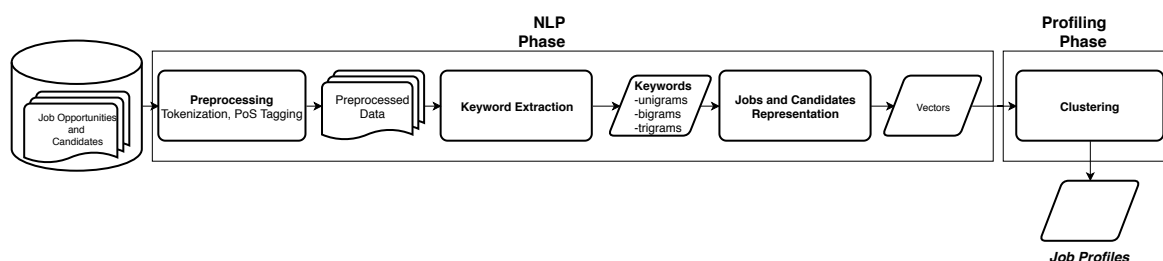 NLP
Phase
Profiling
Phase
Job Opportunities
and
Candidates
Preprocessing
Tokenization, PoS Tagging
Preprocessed
Data
Keyword Extraction
Keywords
-unigrams
-bigrams
-trigrams
Jobs and Candidates
Representation
Vectors
Clustering
Job Profiles